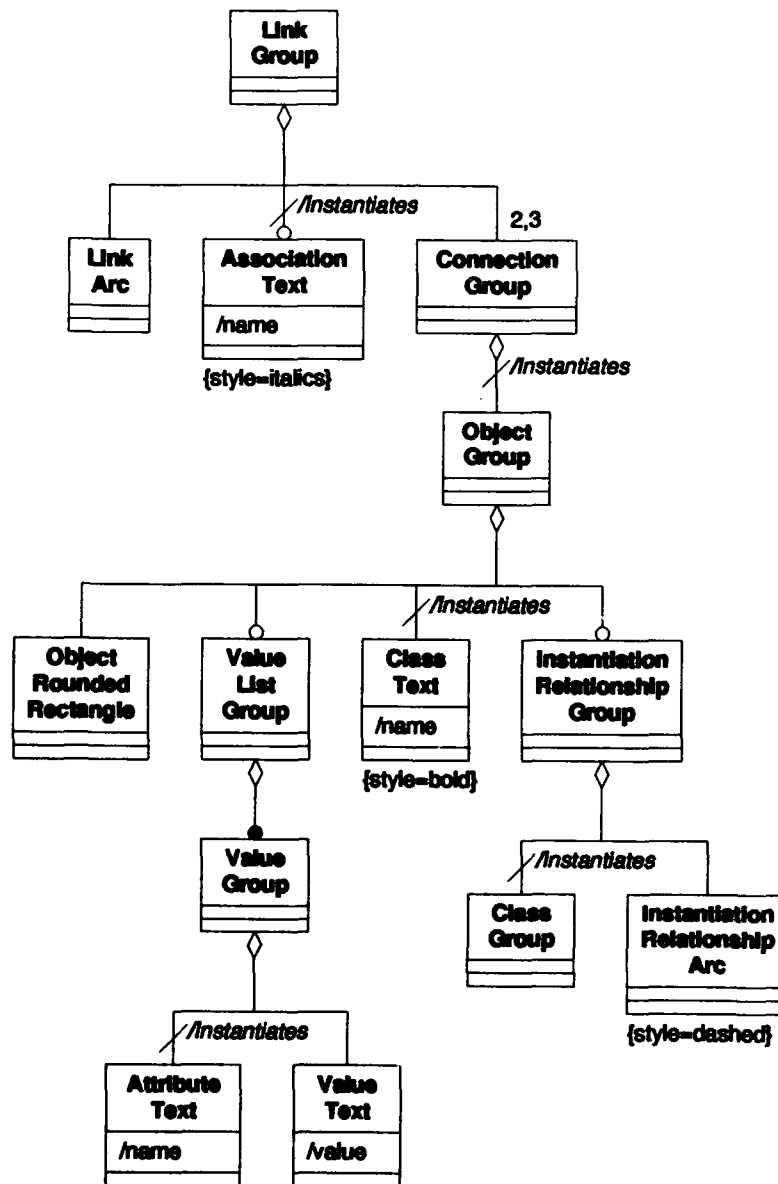 Link
Group
/Instantiates
2,3
Link
Arc
Association
Text
/name
{style=italics}
Connection
Group
/Instantiates
Object
Group
/Instantiates
Object
Rounded
Rectangle
Value
List
Group
Class
Text
/name
{style=bold}
Instantiation
Relationship
Group
Value
Group
/Instantiates
Class
Group
Instantiation
Relationship
Arc
{style=dashed}
/Instantiates
Attribute
Text
/name
Value
Text
/value